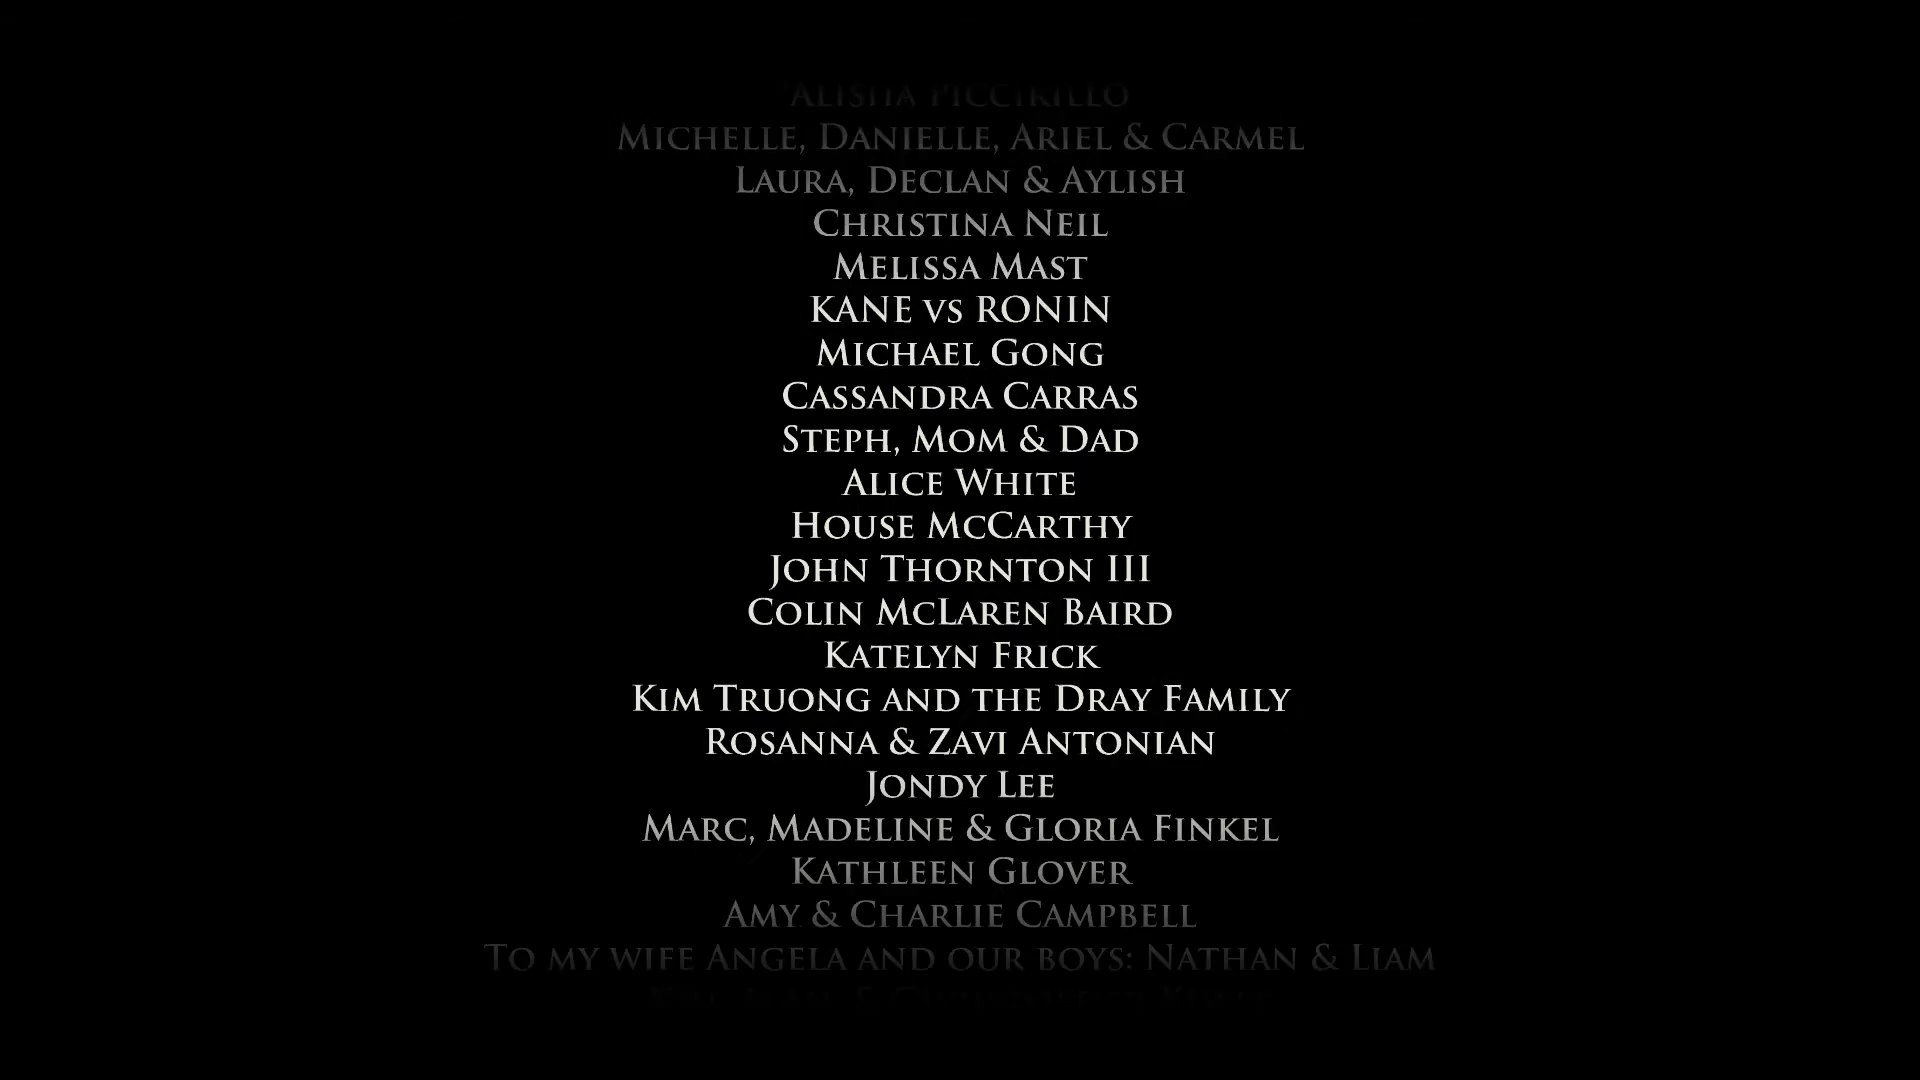 Alisha Piccirillo
Michelle, Danielle, Ariel & Carmel
Laura, Declan & Aylish
Christina Neil
Melissa Mast
KANE vs RONIN
Michael Gong
Cassandra Carras
Steph, Mom & Dad
Alice White
House McCarthy
John Thornton III
Colin McLaren Baird
Katelyn Frick
Kim Truong and the Dray Family
Rosanna & Zavi Antonian
Jondy Lee
Marc, Madeline & Gloria Finkel
Kathleen Glover
Amy & Charlie Campbell
To my wife Angela and our boys: Nathan & Liam